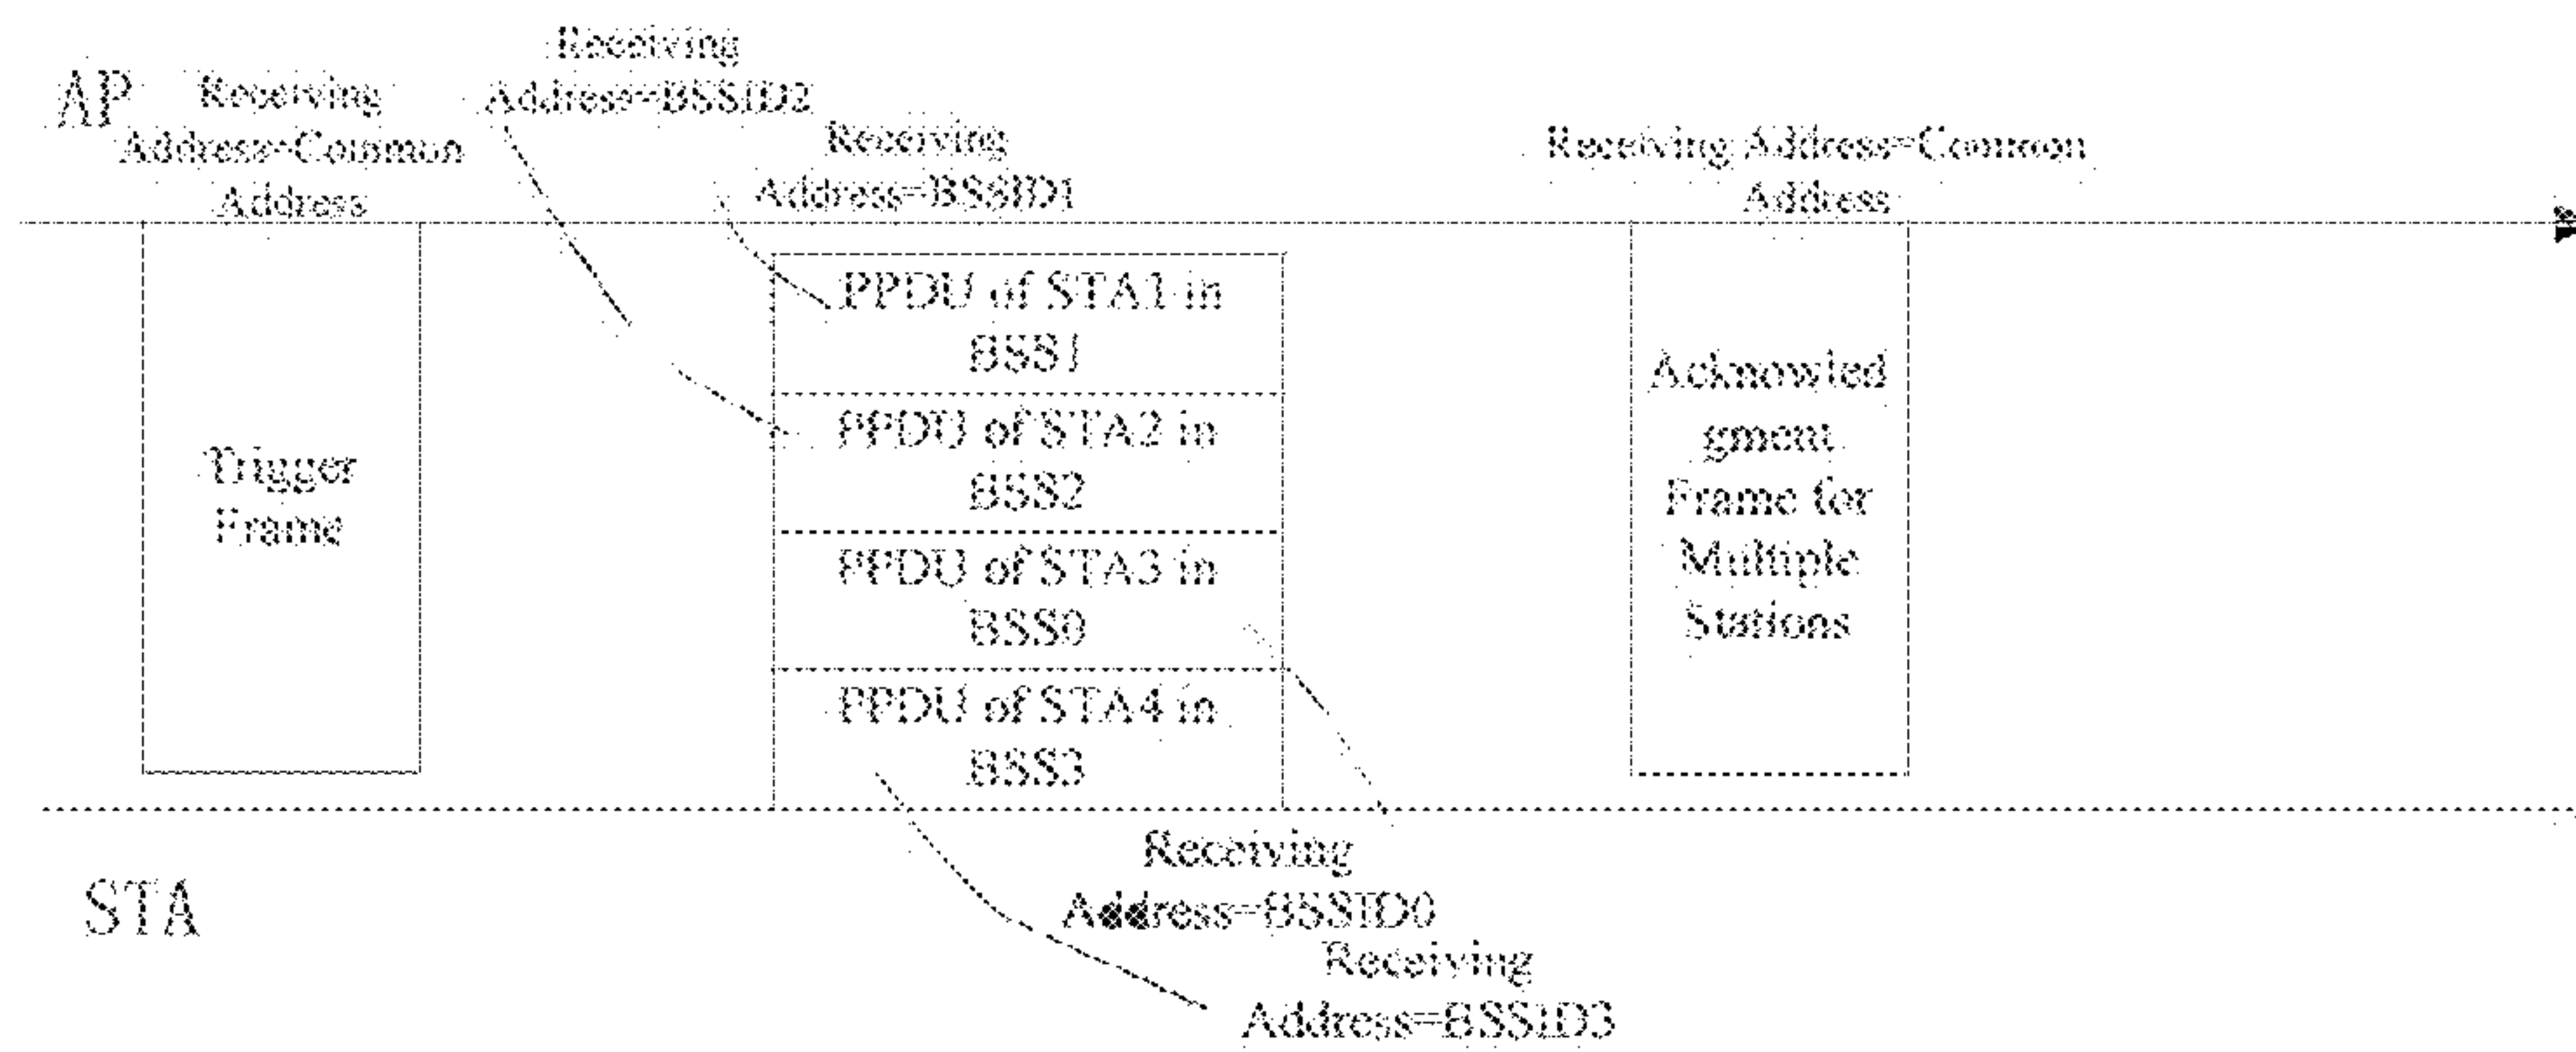 AP
Receiving
Address=Common
Address
Receiving
Address=BSSID2
Receiving
Address=BSSID1
Receiving Address=Common
Address
Trigger
Frame
PPDU of STA1 in
BSS1
PPDU of STA2 in
BSS2
PPDU of STA3 in
BSS0
PPDU of STA4 in
BSS3
Acknowled
gment
Frame for
Multiple
Stations
STA
Receiving
Address=BSSID0
Receiving
Address=BSSID3